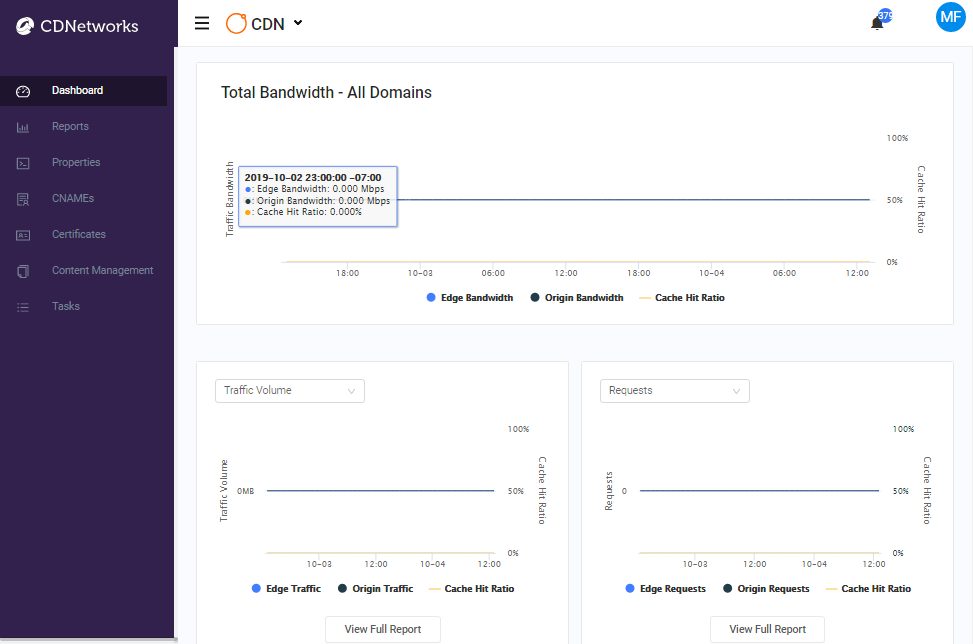 CDNetworks
CDN
379
MF
Dashboard
Reports
Properties
CNAMEs
Certificates
Content Management
Tasks
Total Bandwidth - All Domains
Traffic Bandwidth
2019-10-02 23:00:00 -07:00
: Edge Bandwidth: 0.000 Mbps
: Origin Bandwidth: 0.000 Mbps
: Cache Hit Ratio: 0.000%
100%
50%
0%
Cache Hit Ratio
18:00 10-03 06:00 12:00 18:00 10-04 06:00 12:00
Edge Bandwidth Origin Bandwidth Cache Hit Ratio
Traffic Volume
Traffic Volume
0MB
100%
50%
0%
Cache Hit Ratio
10-03 12:00 10-04 12:00
Edge Traffic Origin Traffic Cache Hit Ratio
View Full Report
Requests
Requests
0
100%
50%
0%
Cache Hit Ratio
10-03 12:00 10-04 12:00
Edge Requests Origin Requests Cache Hit Ratio
View Full Report